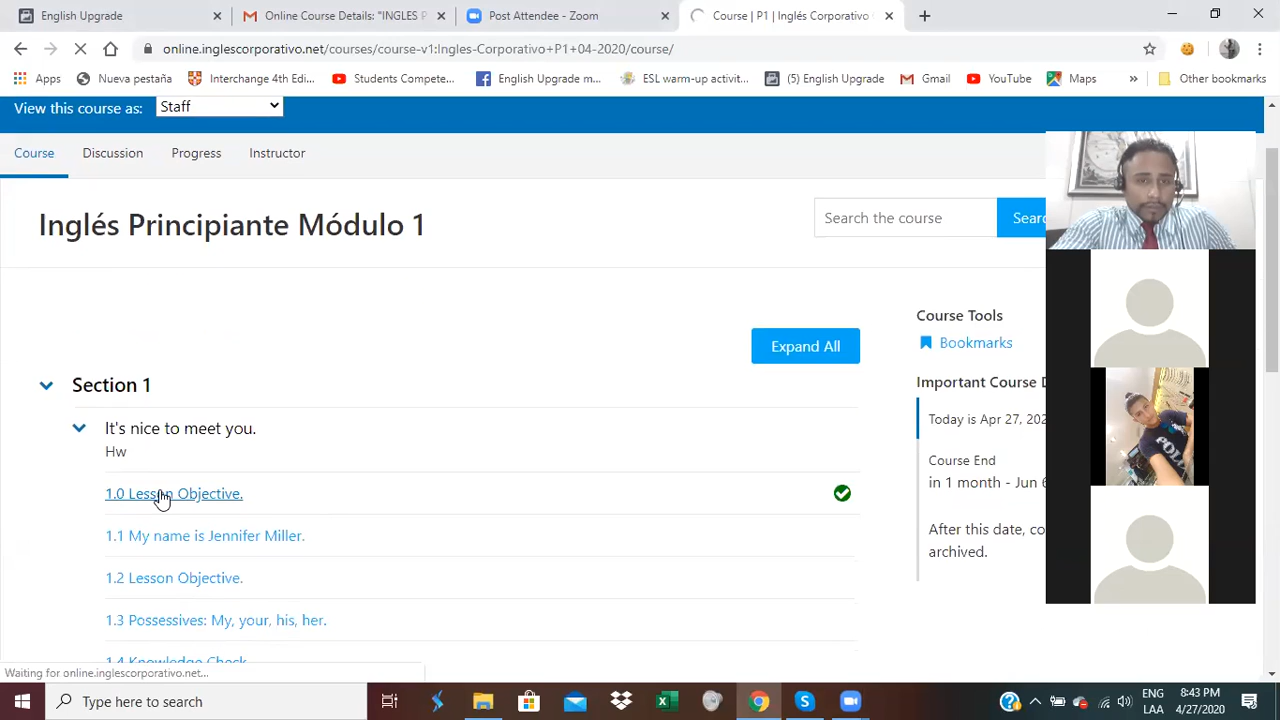 English Upgrade
Online Course Details: "INGLES P
Post Attendee - Zoom
Course | P1 | Inglés Corporativo
online.inglescorporativo.net/courses/course-v1:Ingles-Corporativo+P1+04-2020/course/
Apps
Nueva pestaña
Interchange 4th Edi...
Students Compete...
English Upgrade m...
ESL warm-up activit...
(5) English Upgrade
Gmail
YouTube
Maps
»
Other bookmarks
View this course as:
Staff
Course
Discussion
Progress
Instructor
Inglés Principiante Módulo 1
Search the course
Sear
Expand All
Course Tools
Bookmarks
Important Course D
Today is Apr 27, 202
Course End
in 1 month - Jun 6
After this date, co
archived.
Section 1
It's nice to meet you.
Hw
1.0 Lesson Objective.
1.1 My name is Jennifer Miller.
1.2 Lesson Objective.
1.3 Possessives: My, your, his, her.
1.4 Knowledge Check
Waiting for online.inglescorporativo.net...
POLI
Type here to search
ENG
LAA
8:43 PM
4/27/2020